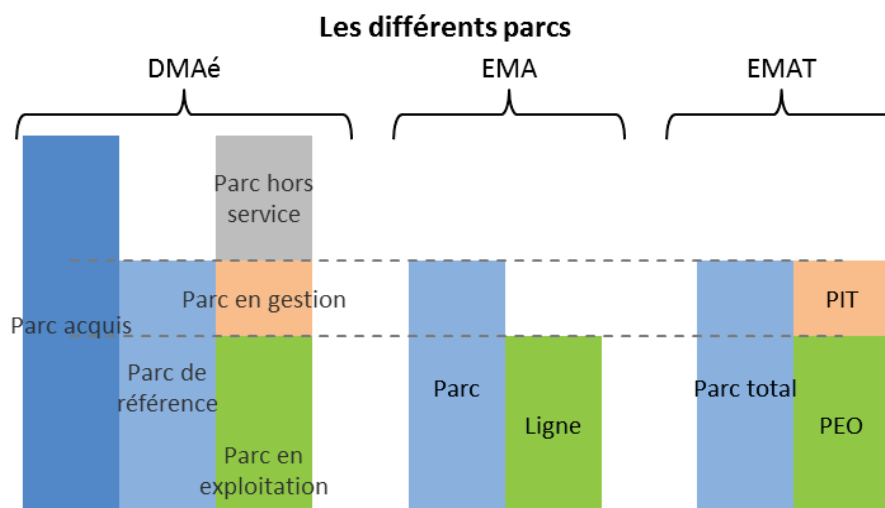 Les différents parcs
DMAé
EMA
EMAT
Parc hors
service
Parc en gestion
Parc acquis
Parc de
référence
Parc en
exploitation
Parc
Ligne
PIT
Parc total
PEO